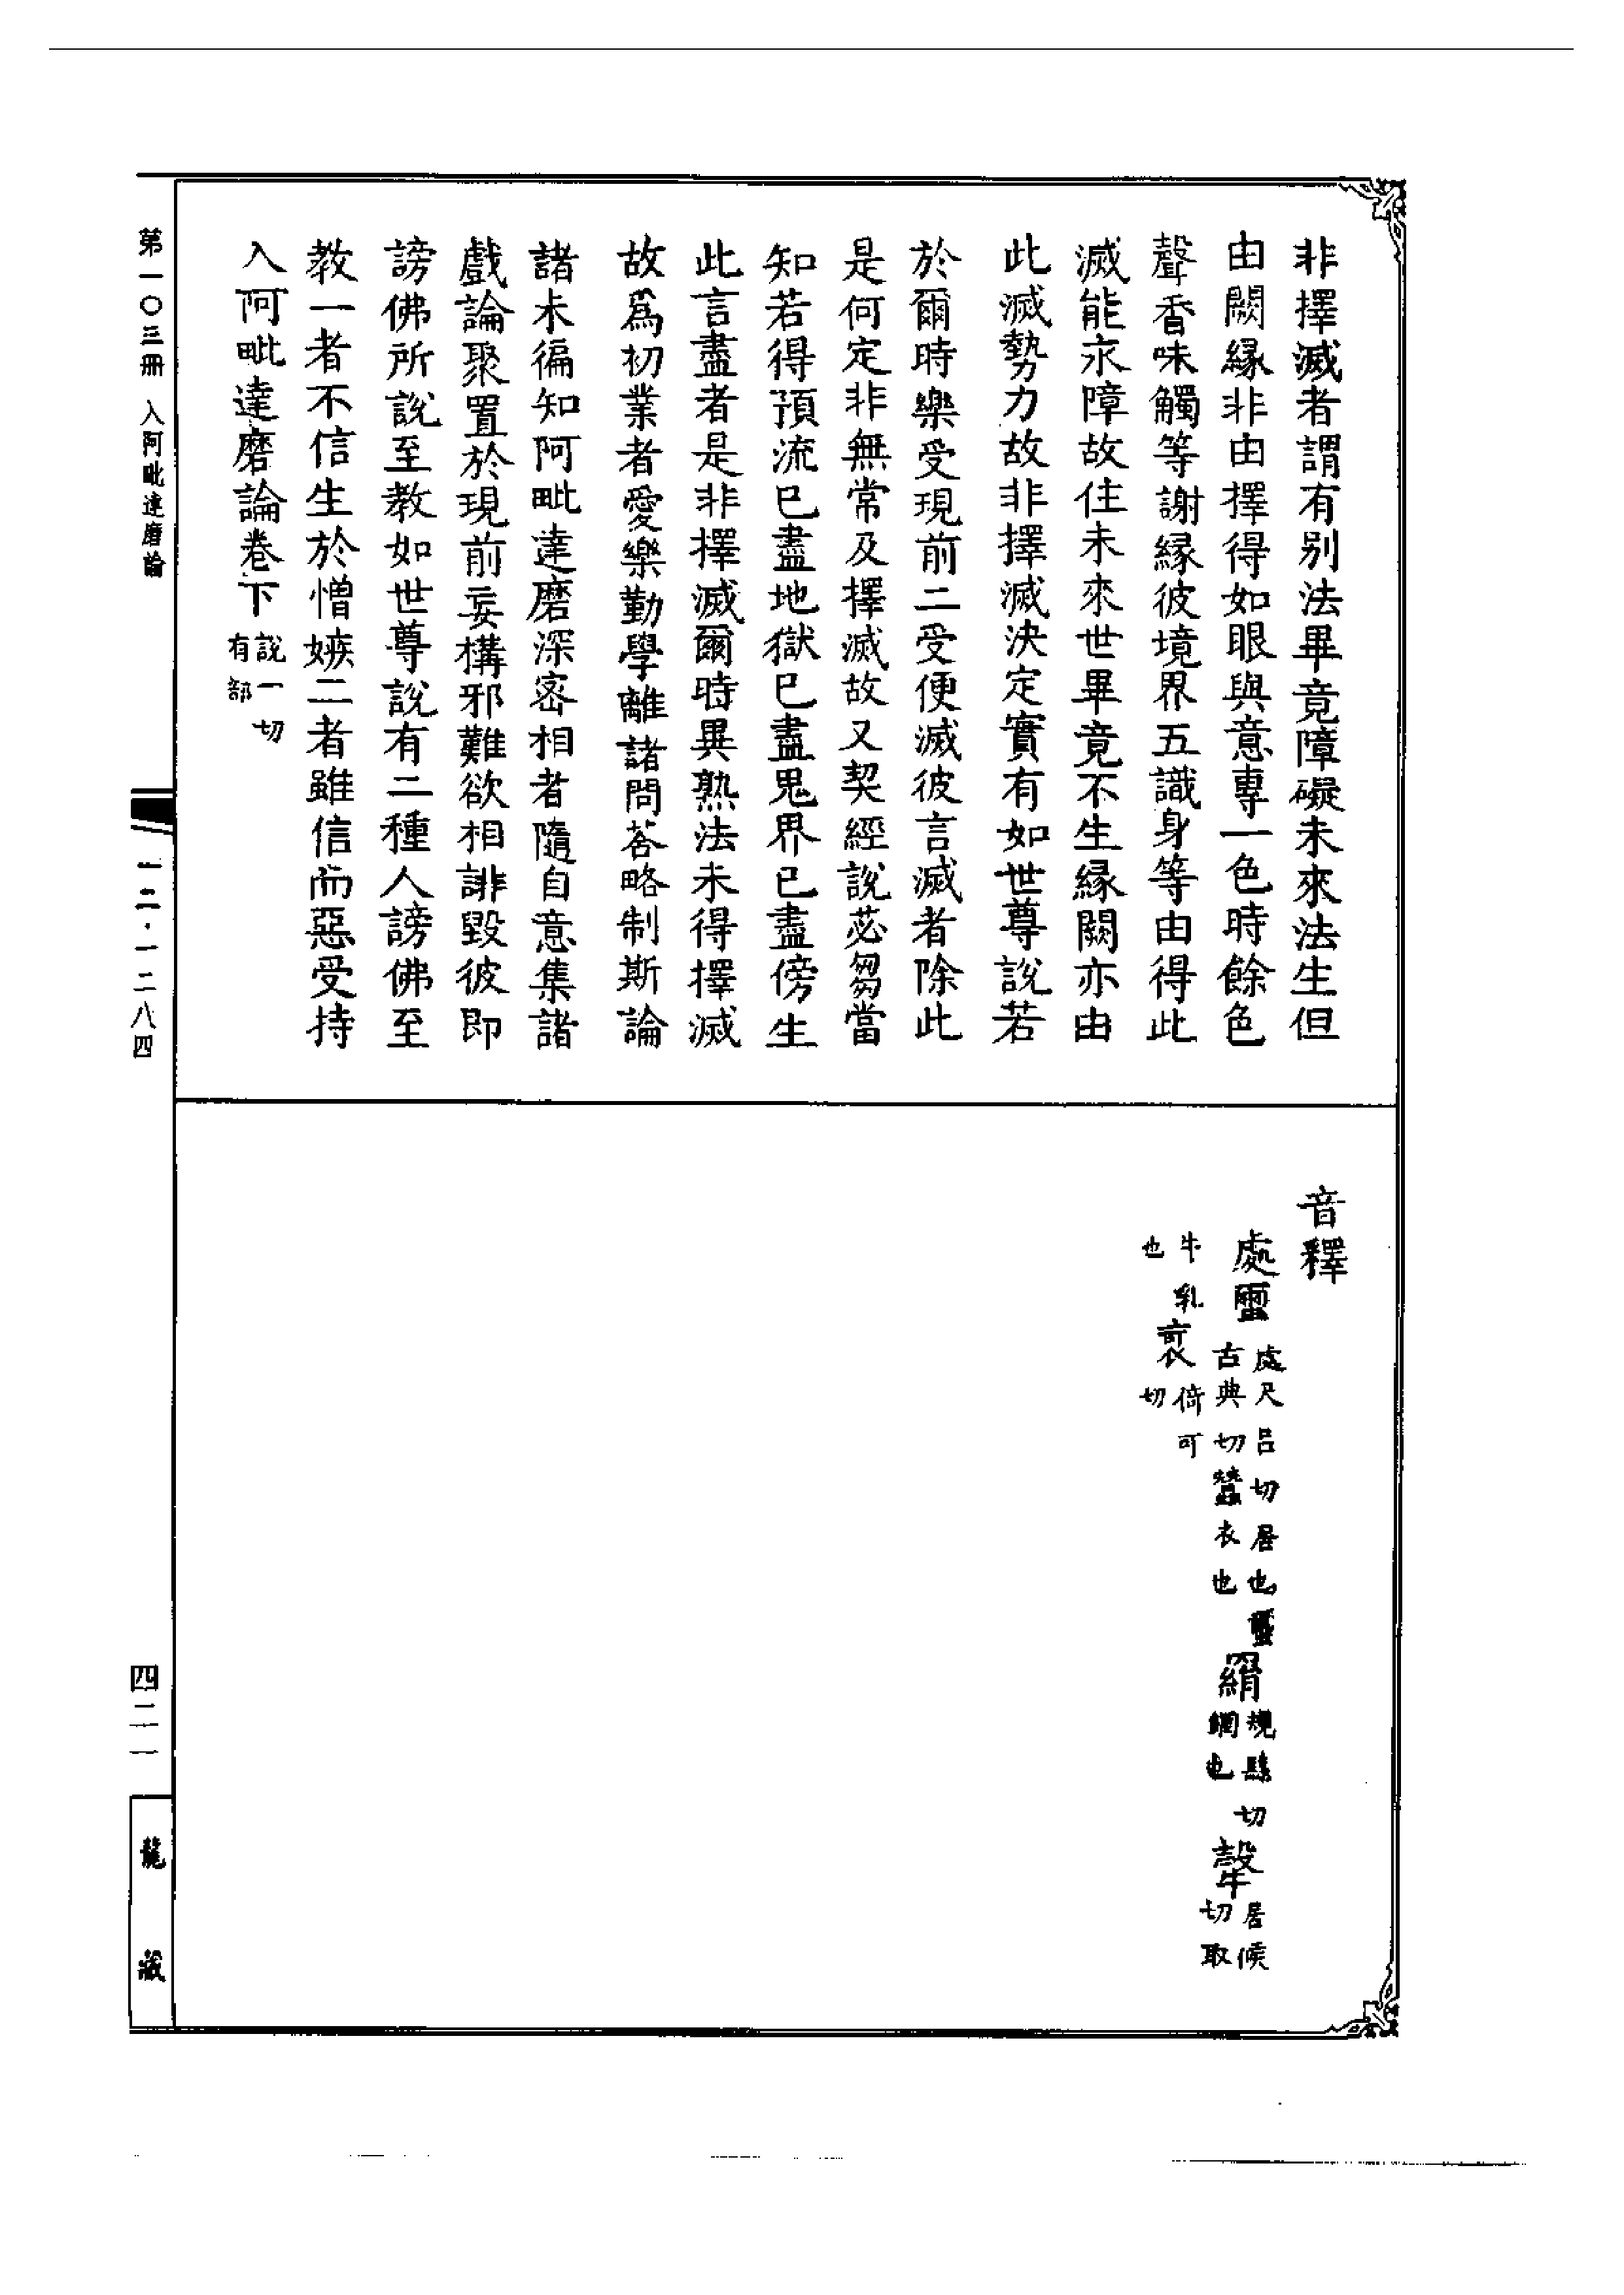 非擇滅者謂有別法畢竟障礙未來法生但
由闕緣非由擇得如眼與意專一色時餘色
聲香味觸等謝緣彼境界五識身等由得此
滅能永障故住未來世畢竟不生緣闕亦由
此滅勢力故非擇滅決定實有如世尊說若
於爾時樂受現前二受便滅彼言滅者除此
是何定非無常及擇滅故又契經說苾芻當
知若得預流已盡地獄已盡鬼界已盡傍生
此言盡者是非擇滅爾時異熟法未得擇滅
故為初業者愛樂勤學離諸問荅略制斯論
諸未徧知阿毗達磨深密相者隨自意集諸
戲論聚置於現前妄構邪難欲相誹毀彼即
謗佛所說至教如世尊說有二種人謗佛至
教一者不信生於憎嫉二者雖信而惡受持
入阿毗達磨論卷下 說一切有部
音釋
處𧖑 處尺呂切居也𧖑古典切蠶衣也 罥 規縣切網也 𤛗 居候切取
牛乳也 裒 倚可切
第一〇三冊 入阿毗達磨論
一二·一二八四
四二一
龍藏